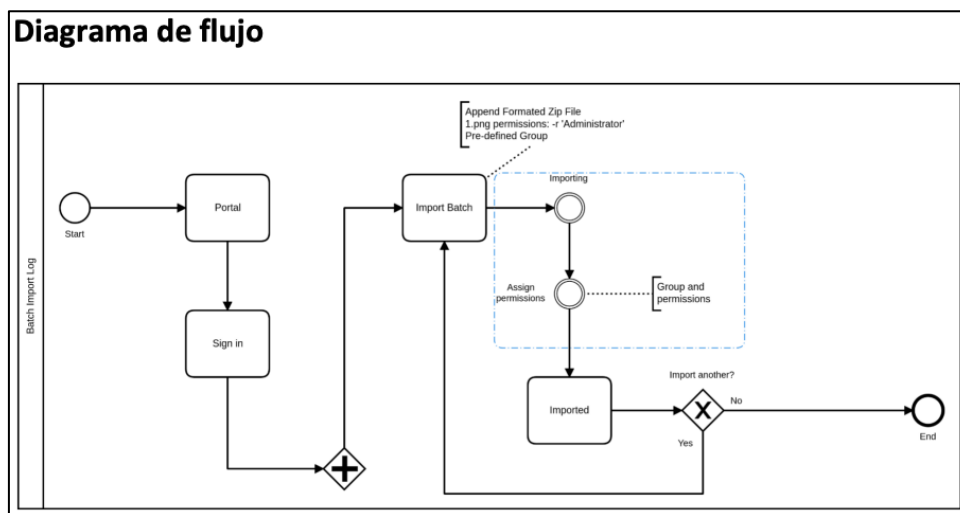 Diagrama de flujo
Batch Import Log
Start
Portal
Sign in
Append Formated Zip File
1.png permissions: -r 'Administrator'
Pre-defined Group
Import Batch
Importing
Assign
permissions
Group and
permissions
Imported
Import another?
X
No
Yes
End